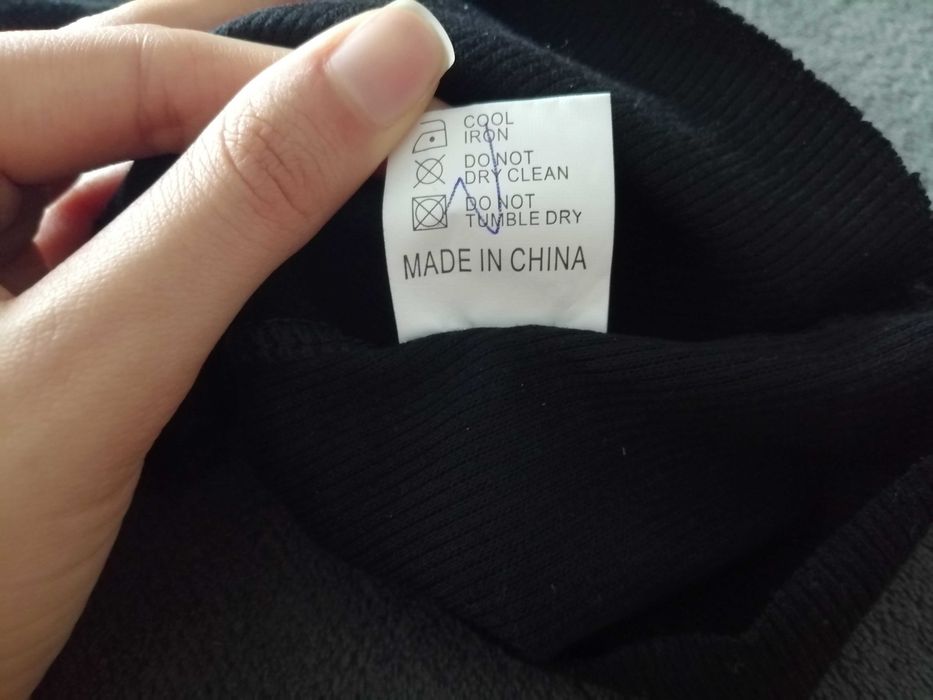 COOL
IRON
DO NOT
DRY CLEAN
DO NOT
TUMBLE DRY
MADE IN CHINA